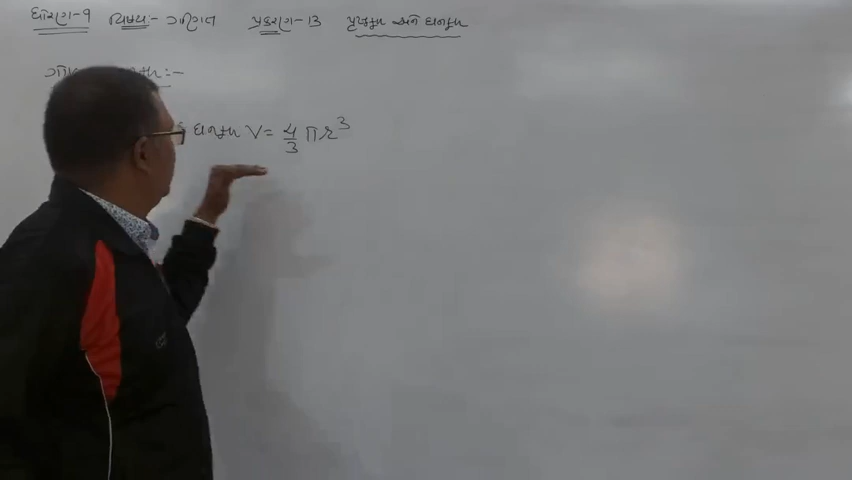 ધોરણ-9 વિષય:- ગણિત પ્રકરણ-13 પૃષ્ઠફળ અને ઘનફળ
ઘનફળ V = 4/3 πr³